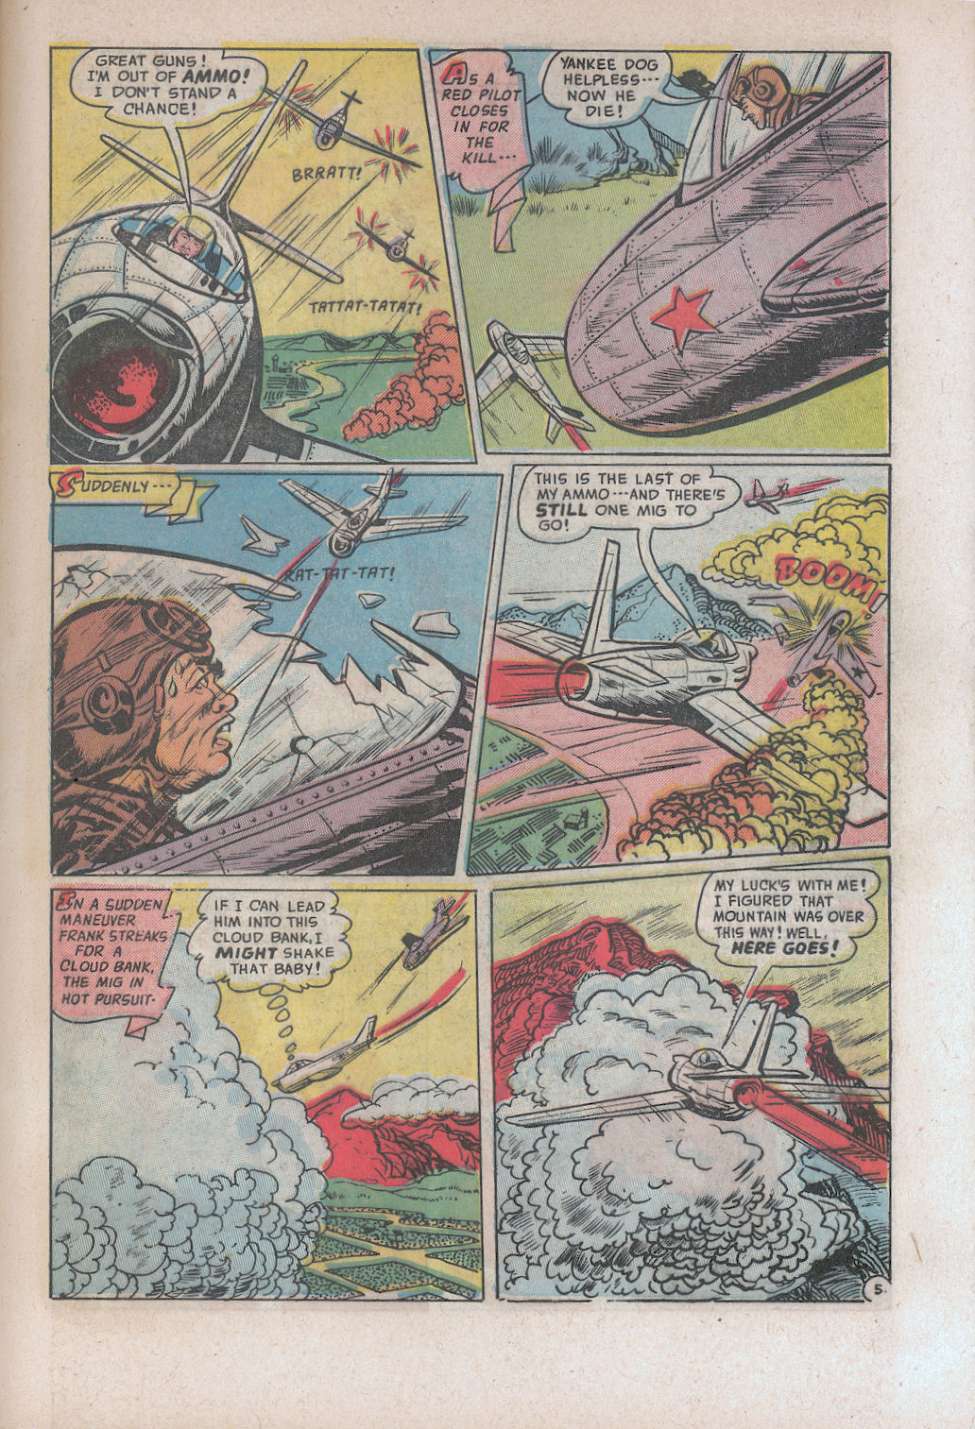 GREAT GUNS!
I'M OUT OF AMMO!
I DON'T STAND A
CHANCE!
BRRATT!
TATTAT-TATAT!
AS A
RED PILOT
CLOSES
IN FOR
THE
KILL---
YANKEE DOG
HELPLESS---
NOW HE
DIE!
SUDDENLY---
RAT-TAT-TAT!
THIS IS THE LAST OF
MY AMMO---AND THERE'S
STILL ONE MIG TO
GO!
BOOM!
IN A SUDDEN
MANEUVER
FRANK STREAKS
FOR A
CLOUD BANK,
THE MIG IN
HOT PURSUIT-
IF I CAN LEAD
HIM INTO THIS
CLOUD BANK, I
MIGHT SHAKE
THAT BABY!
MY LUCK'S WITH ME!
I FIGURED THAT
MOUNTAIN WAS OVER
THIS WAY! WELL,
HERE GOES!
5